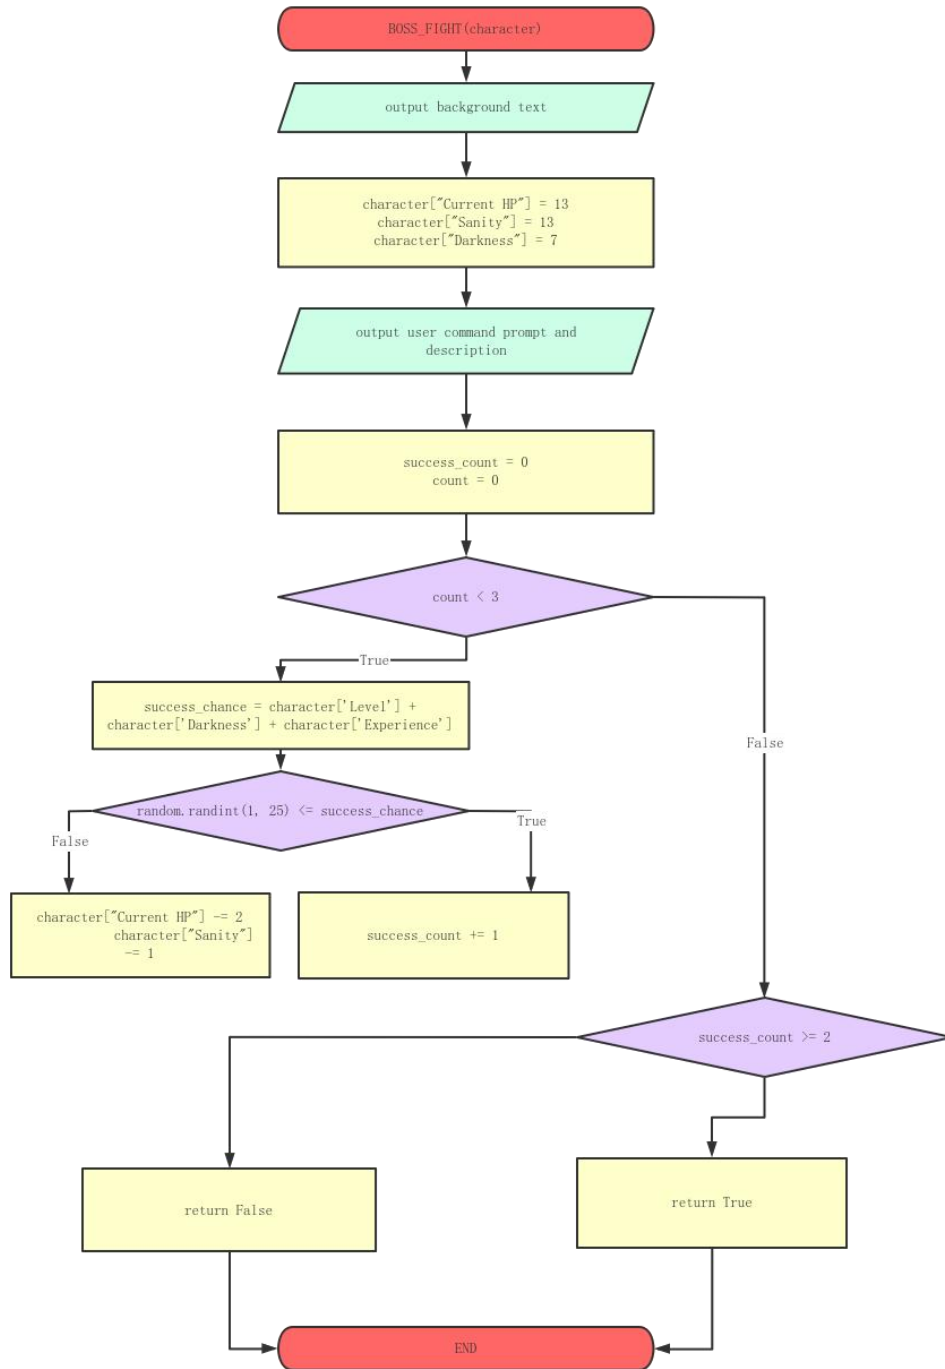 BOSS_FIGHT(character)
output background text
character["Current HP"] = 13
character["Sanity"] = 13
character["Darkness"] = 7
output user command prompt and
description
success_count = 0
count = 0
count < 3
True
success_chance = character['Level'] +
character['Darkness'] + character['Experience']
False
random.randint(1, 25) <= success_chance
True
False
character["Current HP"] -= 2
character["Sanity"]
-= 1
success_count += 1
success_count >= 2
return False
return True
END